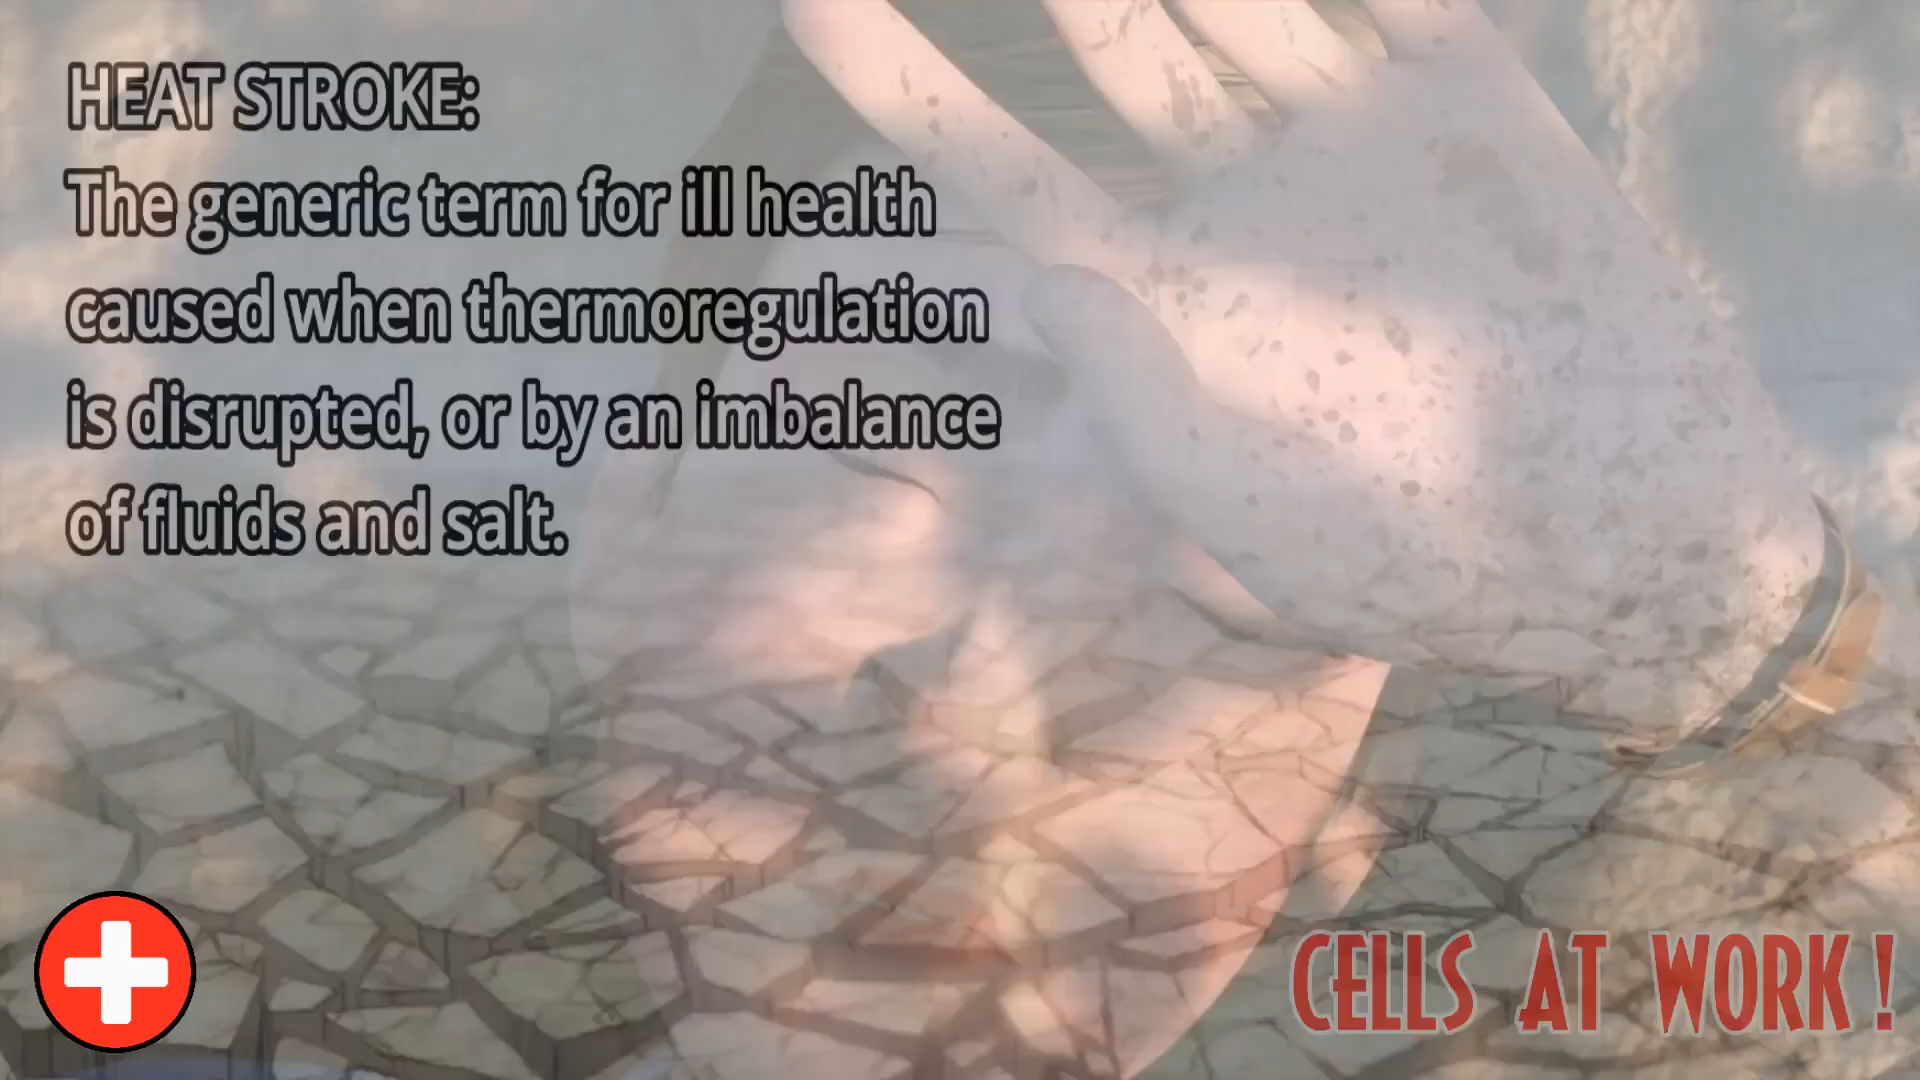 HEAT STROKE:
The generic term for ill health
caused when thermoregulation
is disrupted, or by an imbalance
of fluids and salt.
CELLS AT WORK!